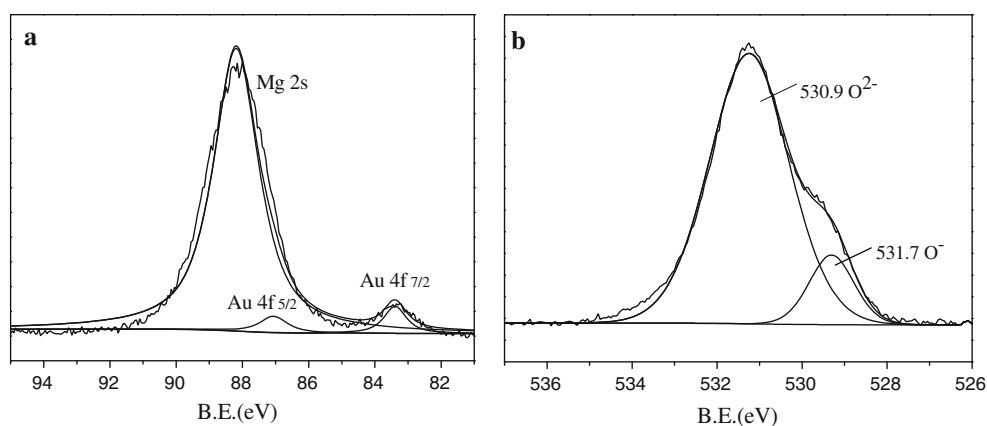 a
Mg 2s
Au 4f 5/2
Au 4f 7/2
94 92 90 88 86 84 82
B.E.(eV)
b
530.9 O²⁻
531.7 O⁻
536 534 532 530 528 526
B.E.(eV)